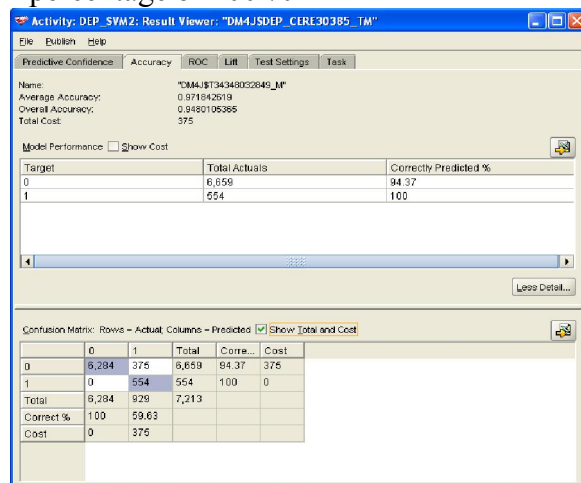 Activity: DEP_SVM2: Result Viewer: "DM4JSDEP_CERE30385_TM"
File Publish Help
Predictive Confidence Accuracy ROC Lift Test Settings Task
Name: "DM4J$T34348032849_M"
Average Accuracy: 0.971842619
Overall Accuracy: 0.9480105365
Total Cost: 375
Model Performance Show Cost
Target Total Actuals Correctly Predicted %
0 6,659 94.37
1 554 100
Less Detail...
Confusion Matrix: Rows = Actual; Columns = Predicted Show Total and Cost
0 1 Total Corre... Cost
0 6,284 375 6,659 94.37 375
1 0 554 554 100 0
Total 6,284 929 7,213
Correct % 100 59.63
Cost 0 375